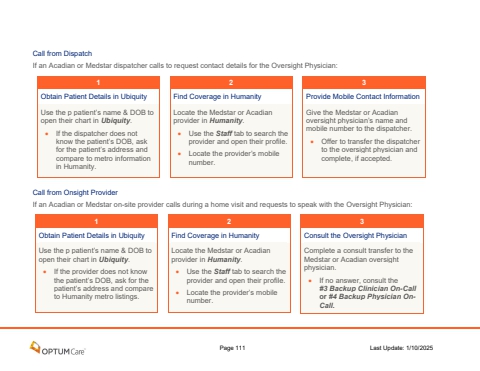 Call from Dispatch
If an Acadian or Medstar dispatcher calls to request contact details for the Oversight Physician:
1
Obtain Patient Details in Ubiquity
Use the p patient's name & DOB to
open their chart in Ubiquity.
• If the dispatcher does not
know the patient's DOB, ask
for the patient's address and
compare to metro information
in Humanity.
2
Find Coverage in Humanity
Locate the Medstar or Acadian
provider in Humanity.
• Use the Staff tab to search the
provider and open their profile.
• Locate the provider's mobile
number.
3
Provide Mobile Contact Information
Give the Medstar or Acadian
oversight physician's name and
mobile number to the dispatcher.
• Offer to transfer the dispatcher
to the oversight physician and
complete, if accepted.
Call from Onsight Provider
If an Acadian or Medstar on-site provider calls during a home visit and requests to speak with the Oversight Physician:
1
Obtain Patient Details in Ubiquity
Use the p patient's name & DOB to
open their chart in Ubiquity.
• If the provider does not know
the patient's DOB, ask for the
patient's address and compare
to Humanity metro listings.
2
Find Coverage in Humanity
Locate the Medstar or Acadian
provider in Humanity.
• Use the Staff tab to search the
provider and open their profile.
• Locate the provider's mobile
number.
3
Consult the Oversight Physician
Complete a consult transfer to the
Medstar or Acadian oversight
physician.
• If no answer, consult the
#3 Backup Clinician On-Call
or #4 Backup Physician On-
Call.
OPTUMCare
Page 111
Last Update: 1/10/2025